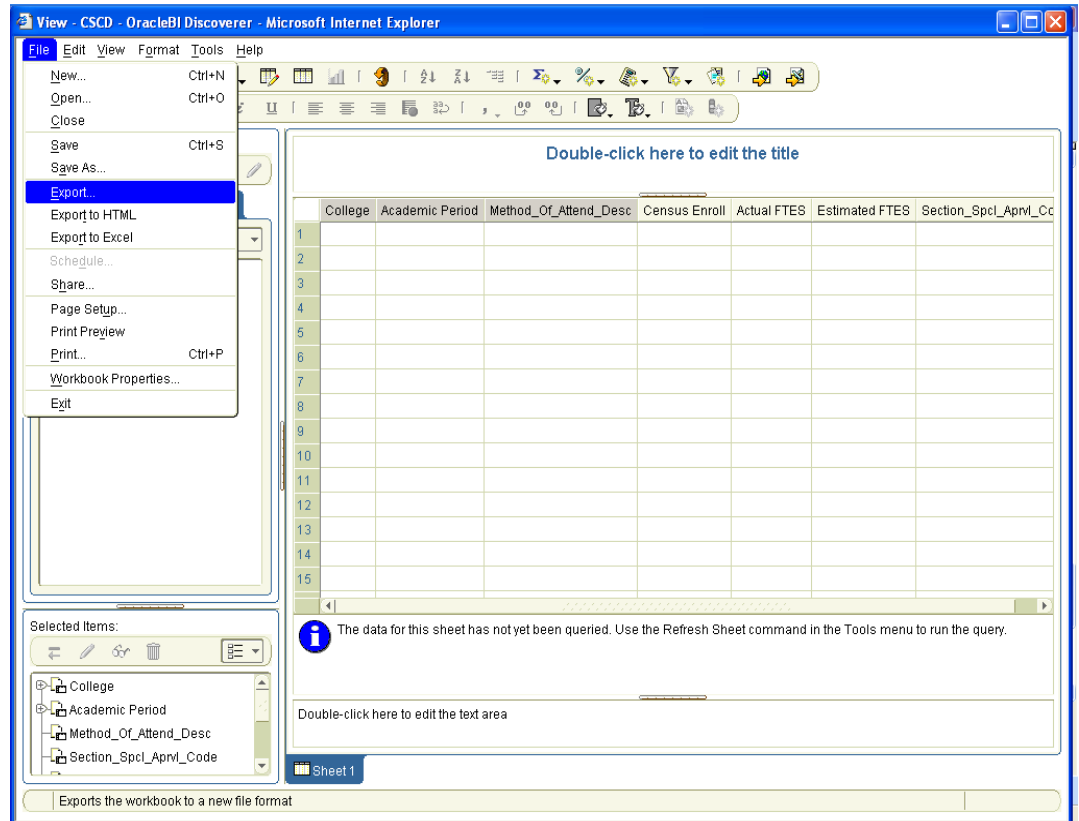 View - CSCD - OracleBI Discoverer - Microsoft Internet Explorer
File Edit View Format Tools Help
New... Ctrl+N
Open... Ctrl+O
Close
Save Ctrl+S
Save As...
Export...
Export to HTML
Export to Excel
Schedule...
Share...
Page Setup...
Print Preview
Print... Ctrl+P
Workbook Properties...
Exit
Double-click here to edit the title
College Academic Period Method_Of_Attend_Desc Census Enroll Actual FTES Estimated FTES Section_Spcl_Aprvl_Co
1
2
3
4
5
6
7
8
9
10
11
12
13
14
15
The data for this sheet has not yet been queried. Use the Refresh Sheet command in the Tools menu to run the query.
Double-click here to edit the text area
Sheet 1
Selected Items:
College
Academic Period
Method_Of_Attend_Desc
Section_Spcl_Aprvl_Code
Exports the workbook to a new file format